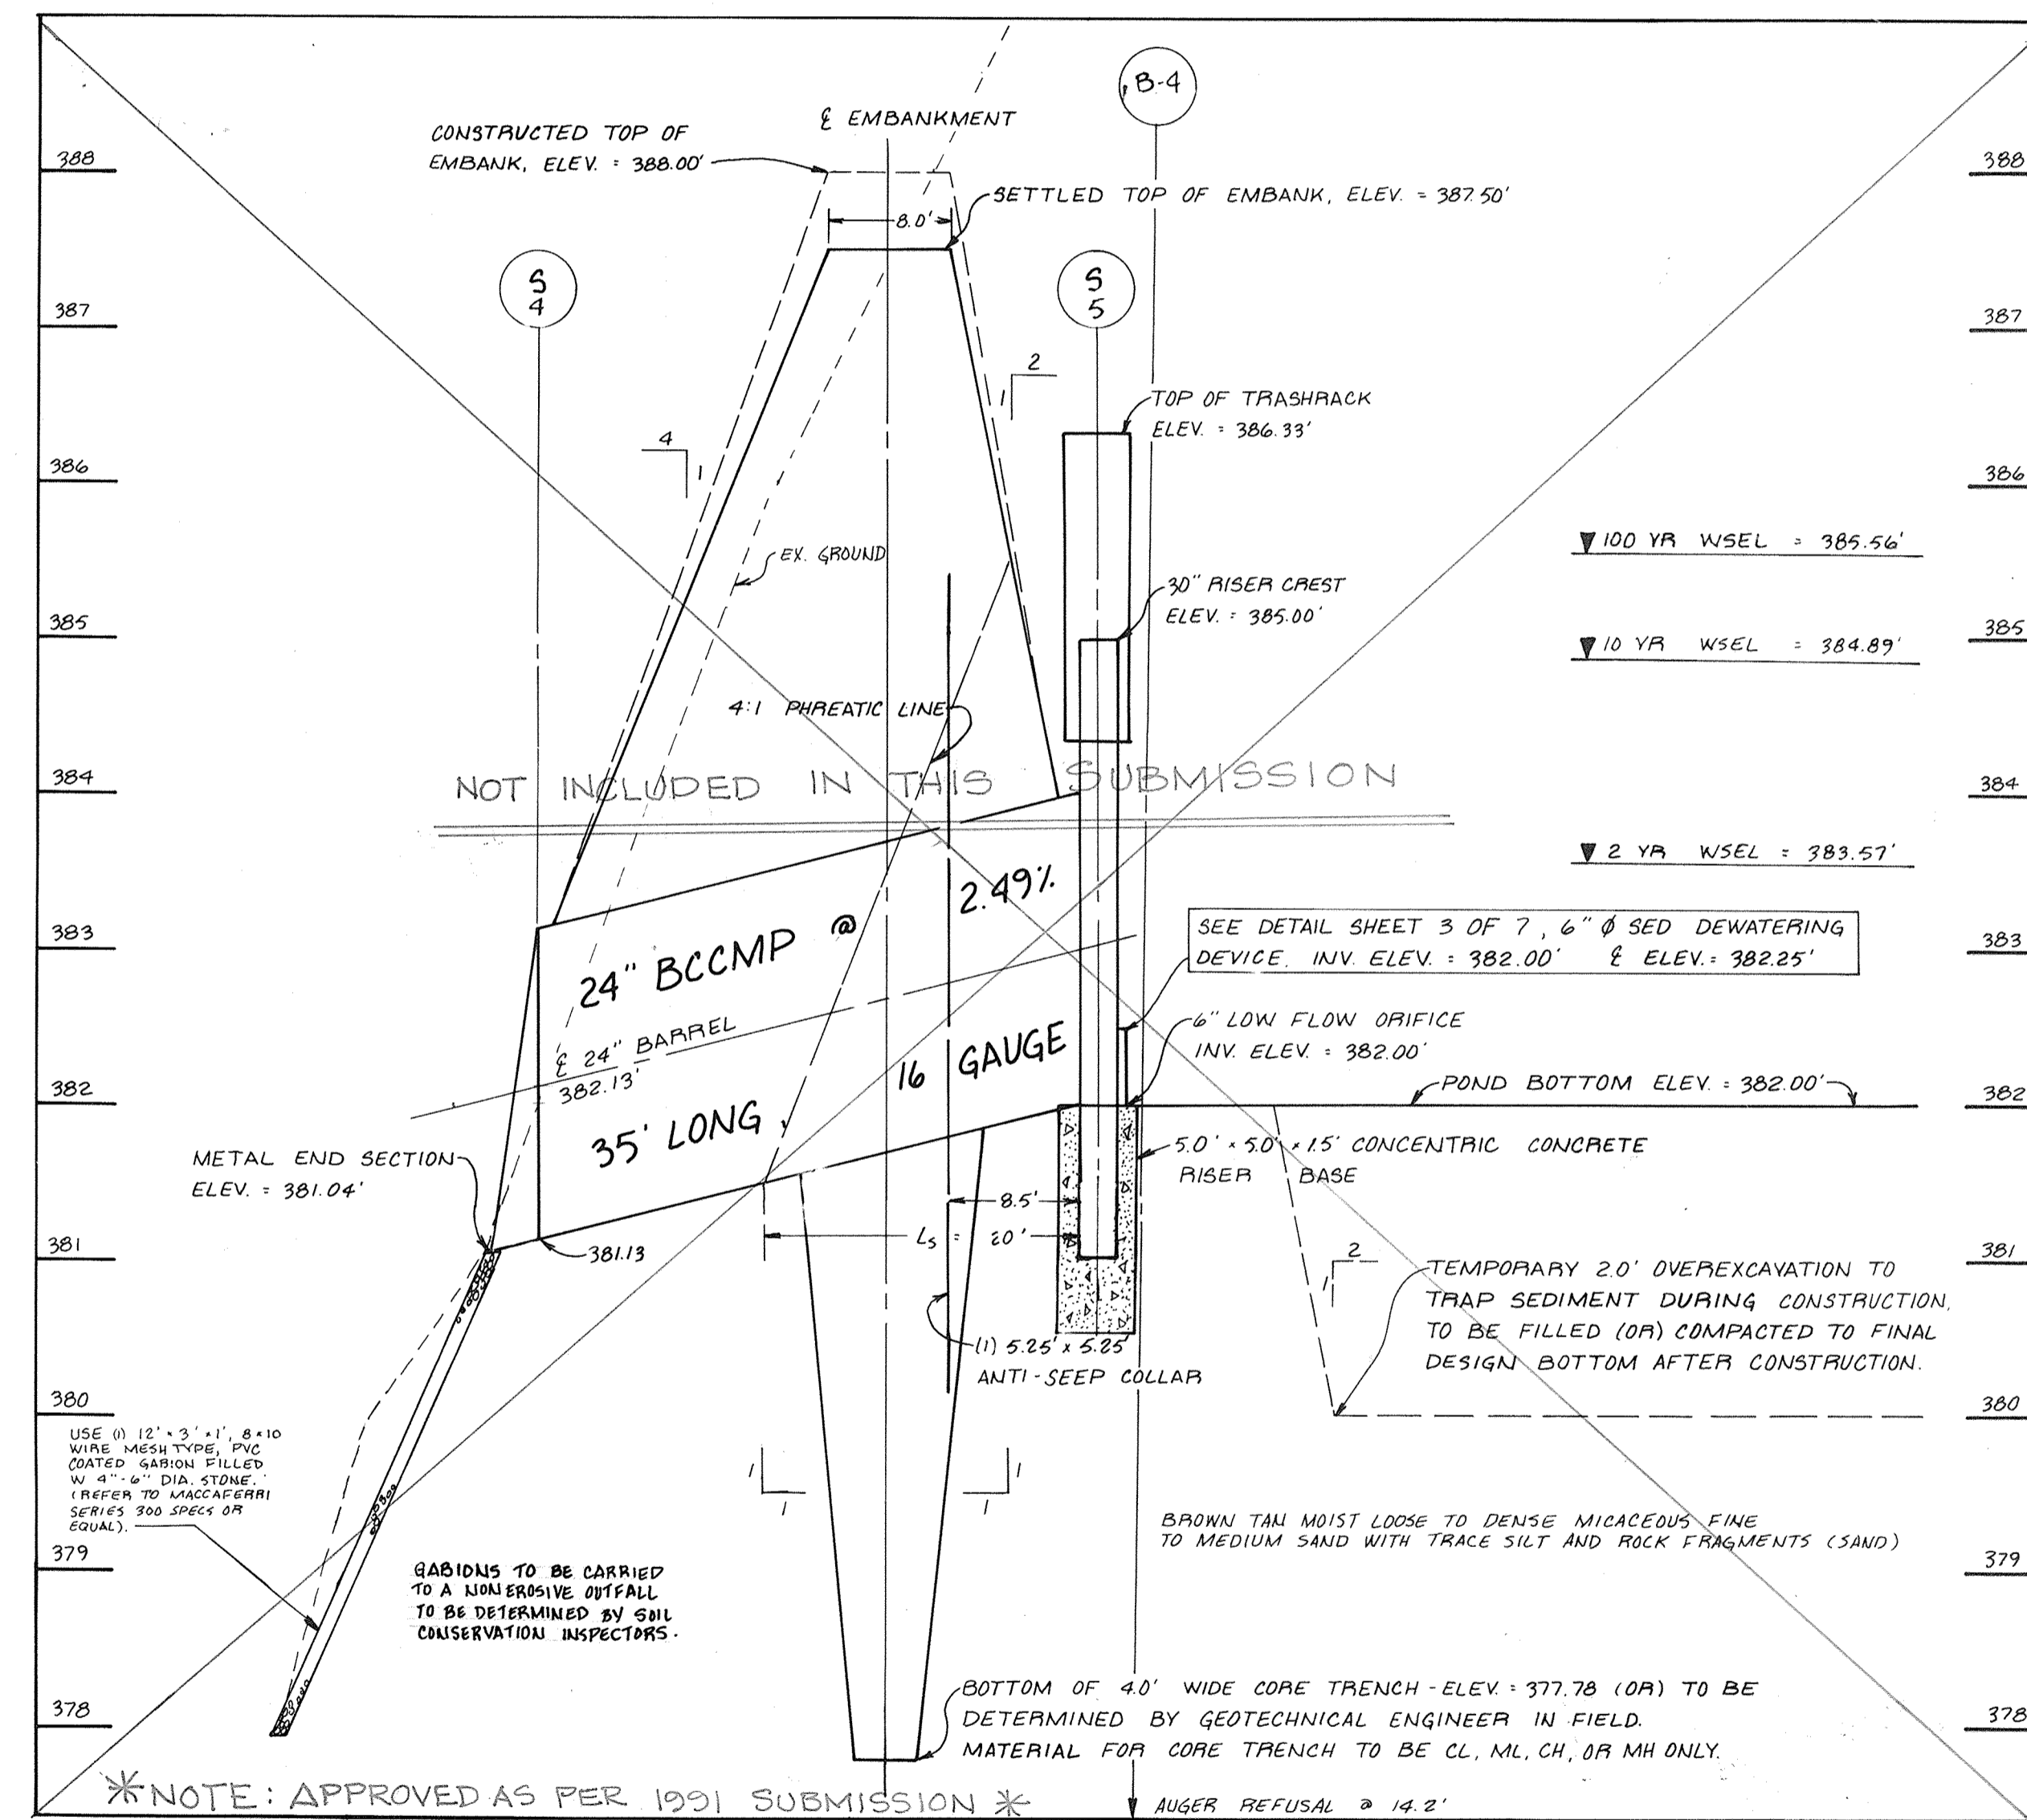 B-4
℄ EMBANKMENT
CONSTRUCTED TOP OF
EMBANK, ELEV. = 388.00'
SETTLED TOP OF EMBANK, ELEV. = 387.50'
8.0'
388
388
S
4
S
5
387
387
2
1
TOP OF TRASHRACK
ELEV. = 386.33'
4
1
386
386
100 YR WSEL = 385.56'
EX. GROUND
30" RISER CREST
ELEV. = 385.00'
385
385
10 YR WSEL = 384.89'
4:1 PHREATIC LINE
384
384
NOT INCLUDED IN THIS SUBMISSION
2 YR WSEL = 383.57'
24" BCCMP @ 2.49%
SEE DETAIL SHEET 3 OF 7, 6" Ø SED DEWATERING
DEVICE. INV. ELEV. = 382.00' ℄ ELEV. = 382.25'
383
383
℄ 24" BARREL
382.13'
6" LOW FLOW ORIFICE
INV. ELEV. = 382.00'
35' LONG, 16 GAUGE
POND BOTTOM ELEV. = 382.00'
382
382
METAL END SECTION
ELEV. = 381.04'
5.0' × 5.0' × 1.5' CONCENTRIC CONCRETE
RISER BASE
8.5'
Ls = 20'
381.13
381
381
2
1
TEMPORARY 2.0' OVEREXCAVATION TO
TRAP SEDIMENT DURING CONSTRUCTION,
TO BE FILLED (OR) COMPACTED TO FINAL
DESIGN BOTTOM AFTER CONSTRUCTION.
(1) 5.25' x 5.25'
ANTI-SEEP COLLAR
380
380
USE (1) 12' × 3' × 1', 8×10
WIRE MESH TYPE, PVC
COATED GABION FILLED
W 4"-6" DIA. STONE.
(REFER TO MACCAFERRI
SERIES 300 SPECS OR
EQUAL).
1
1
1
1
BROWN TAN MOIST LOOSE TO DENSE MICACEOUS FINE
TO MEDIUM SAND WITH TRACE SILT AND ROCK FRAGMENTS (SAND)
379
379
GABIONS TO BE CARRIED
TO A NONEROSIVE OUTFALL
TO BE DETERMINED BY SOIL
CONSERVATION INSPECTORS.
378
378
BOTTOM OF 4.0' WIDE CORE TRENCH - ELEV. = 377.78 (OR) TO BE
DETERMINED BY GEOTECHNICAL ENGINEER IN FIELD.
MATERIAL FOR CORE TRENCH TO BE CL, ML, CH, OR MH ONLY.
*NOTE: APPROVED AS PER 1991 SUBMISSION *
AUGER REFUSAL @ 14.2'